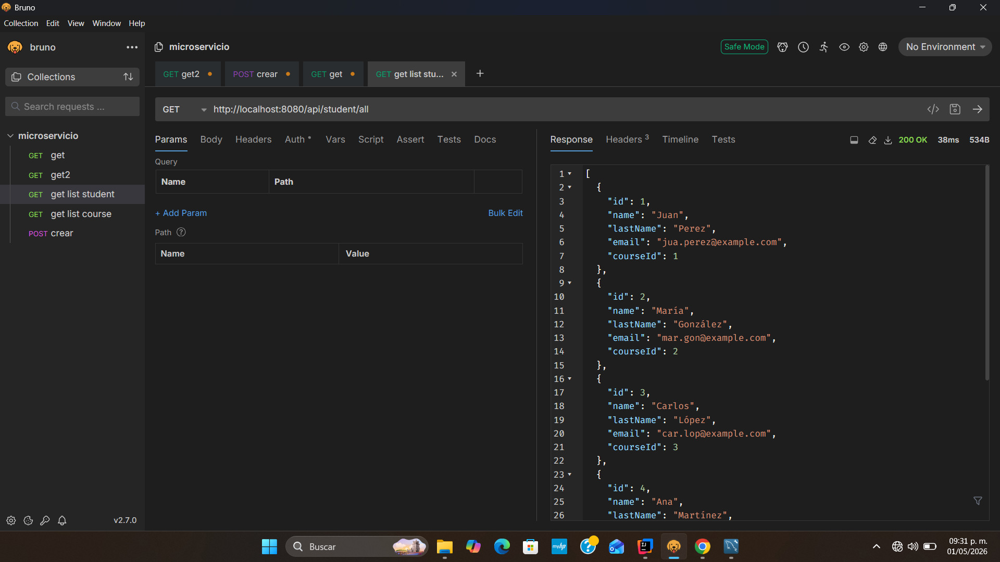 Bruno
Collection Edit View Window Help
bruno
microservicio
Safe Mode
No Environment
Collections
GET get2
POST crear
GET get
GET get list stu...
Search requests ...
GET
http://localhost:8080/api/student/all
microservicio
GET get
GET get2
GET get list student
GET get list course
POST crear
Params Body Headers Auth Vars Script Assert Tests Docs
Query
Name Path
+ Add Param Bulk Edit
Path ?
Name Value
Response Headers 3 Timeline Tests
200 OK 38ms 534B
1 [
2 {
3 "id": 1,
4 "name": "Juan",
5 "lastName": "Perez",
6 "email": "jua.perez@example.com",
7 "courseId": 1
8 },
9 {
10 "id": 2,
11 "name": "María",
12 "lastName": "González",
13 "email": "mar.gon@example.com",
14 "courseId": 2
15 },
16 {
17 "id": 3,
18 "name": "Carlos",
19 "lastName": "López",
20 "email": "car.lop@example.com",
21 "courseId": 3
22 },
23 {
24 "id": 4,
25 "name": "Ana",
26 "lastName": "Martínez",
v2.7.0
Buscar
myhp
IJ
09:31 p. m.
01/05/2026